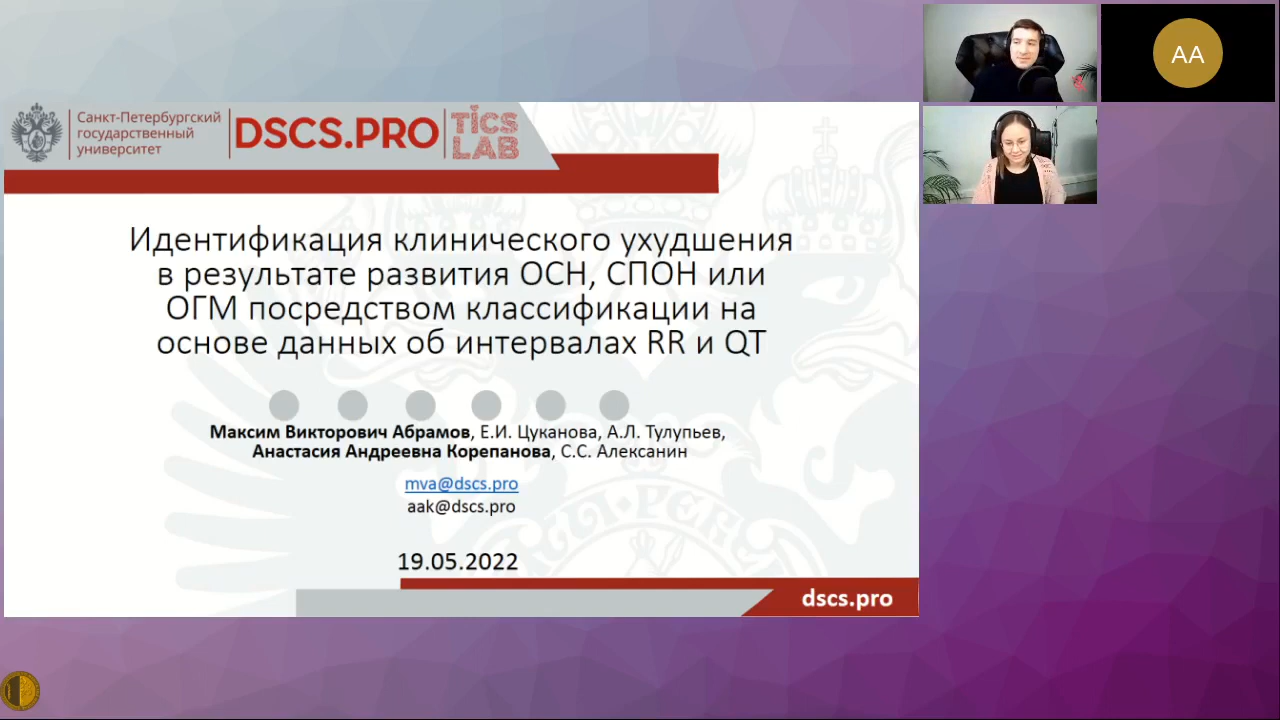 Санкт-Петербургский
государственный
университет
DSCS.PRO
TICS
LAB
AA
Идентификация клинического ухудшения
в результате развития ОСН, СПОН или
ОГМ посредством классификации на
основе данных об интервалах RR и QT
Максим Викторович Абрамов, Е.И. Цуканова, А.Л. Тулупьев,
Анастасия Андреевна Корепанова, С.С. Алексанин
mva@dscs.pro
aak@dscs.pro
19.05.2022
dscs.pro